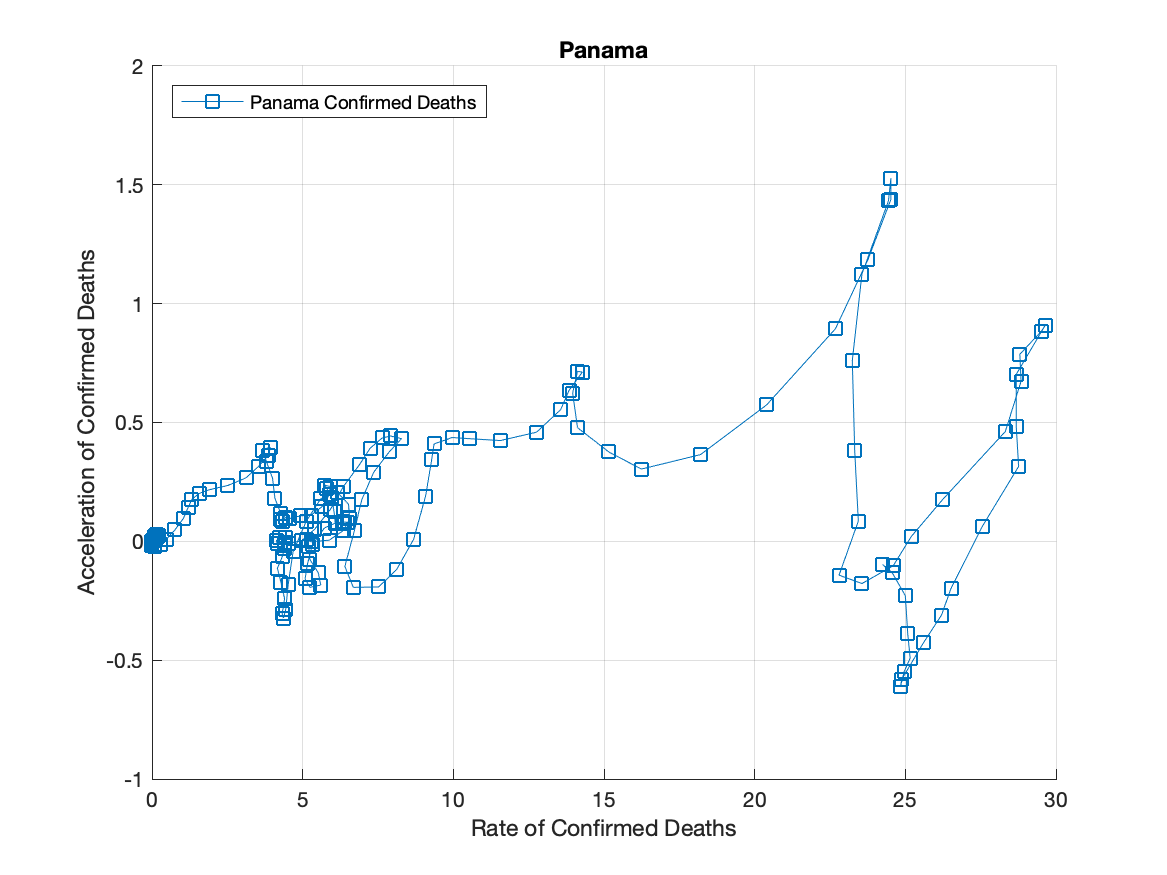 Panama
2
1.5
1
0.5
0
-0.5
-1
Acceleration of Confirmed Deaths
Panama Confirmed Deaths
0 5 10 15 20 25 30
Rate of Confirmed Deaths